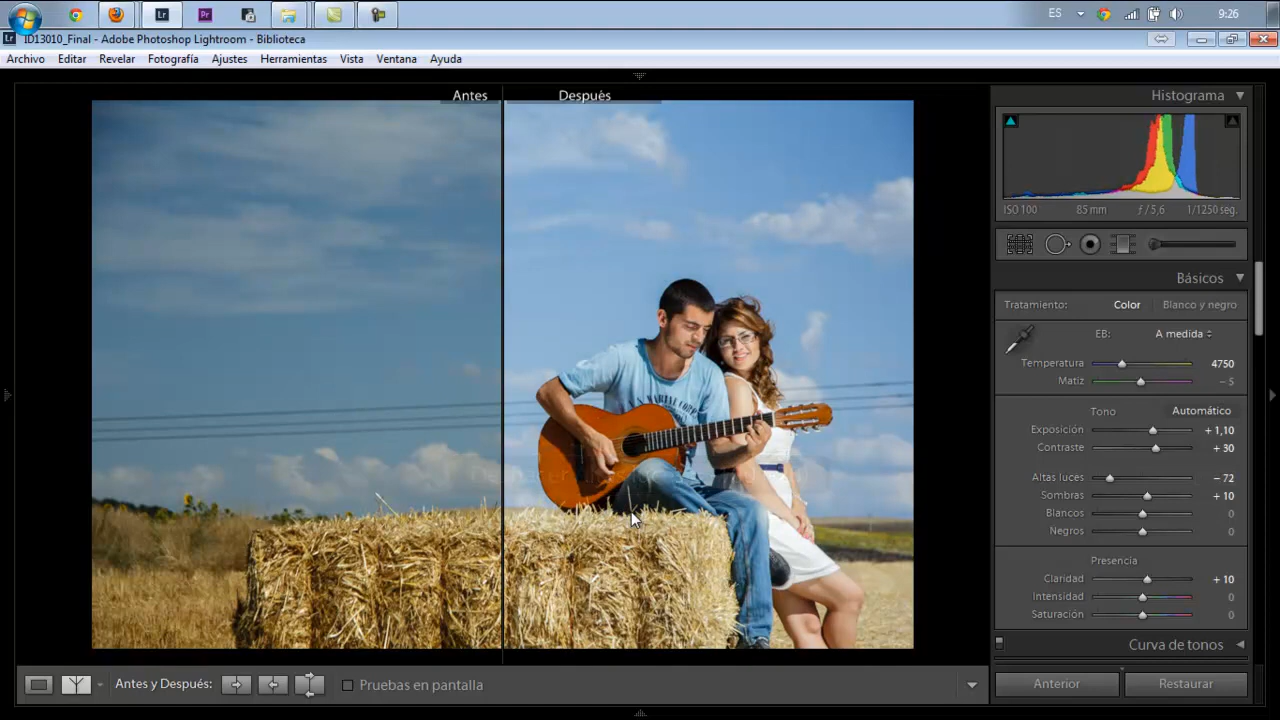 ES
9:26
ID13010_Final - Adobe Photoshop Lightroom - Biblioteca
Archivo Editar Revelar Fotografía Ajustes Herramientas Vista Ventana Ayuda
Antes Después
Histograma
ISO 100 85 mm ƒ / 5,6 1/1250 seg.
Básicos
Tratamiento: Color Blanco y negro
EB: A medida
Temperatura 4750
Matiz - 5
Tono Automático
Exposición + 1,10
Contraste + 30
Altas luces - 72
Sombras + 10
Blancos 0
Negros 0
Presencia
Claridad + 10
Intensidad 0
Saturación 0
Curva de tonos
Antes y Después: Pruebas en pantalla
Anterior Restaurar